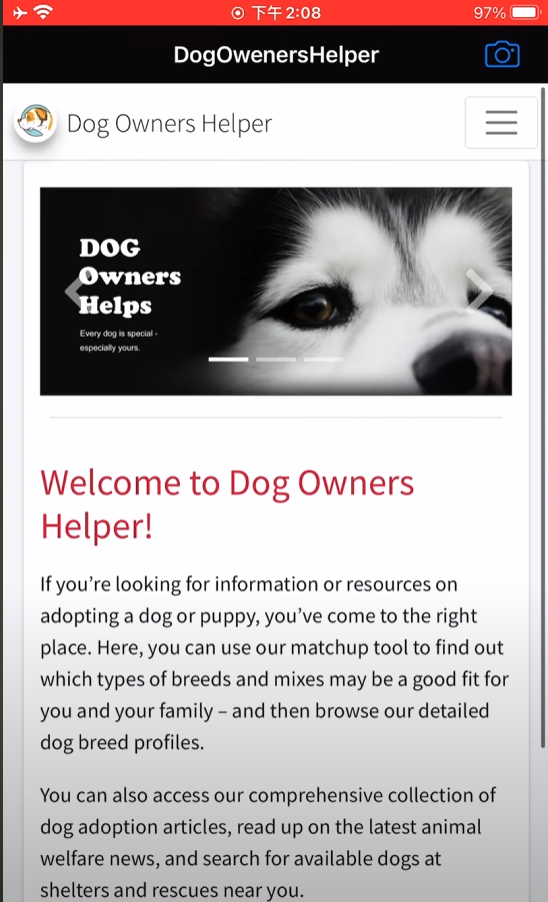 下午 2:08
97%
DogOwenersHelper
Dog Owners Helper
DOG
Owners
Helps
Every dog is special -
especially yours.
Welcome to Dog Owners
Helper!
If you’re looking for information or resources on
adopting a dog or puppy, you’ve come to the right
place. Here, you can use our matchup tool to find out
which types of breeds and mixes may be a good fit for
you and your family – and then browse our detailed
dog breed profiles.
You can also access our comprehensive collection of
dog adoption articles, read up on the latest animal
welfare news, and search for available dogs at
shelters and rescues near you.